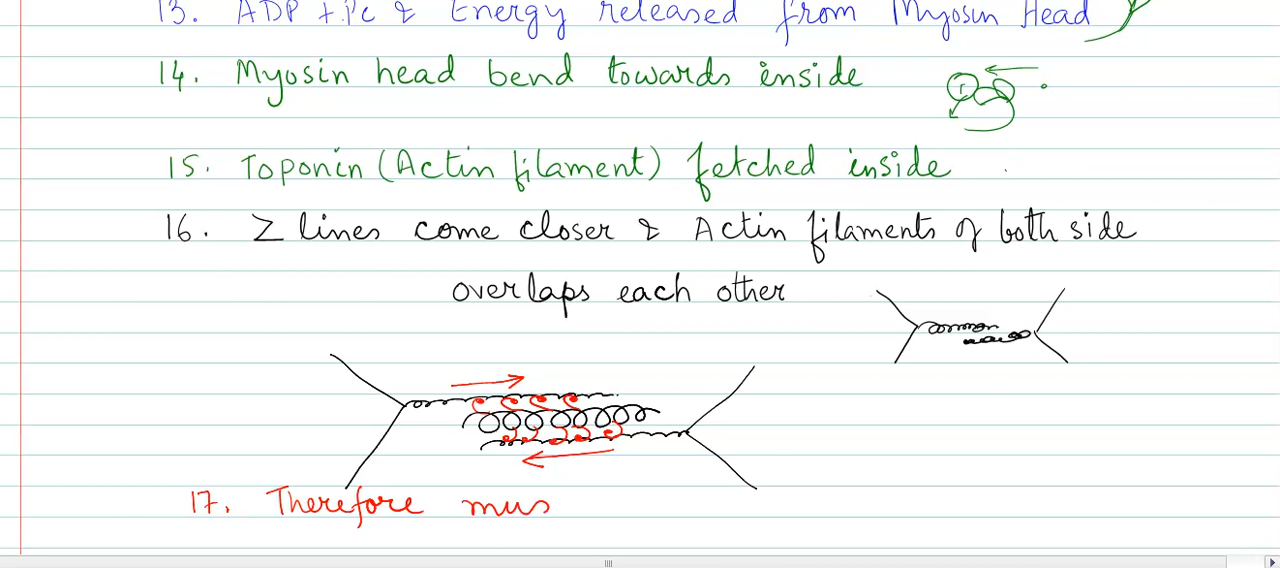 13. ADP + Pi & Energy released from Myosin Head
14. Myosin head bend towards inside
15. Toponin (Actin filament) fetched inside
16. Z lines come closer & Actin filaments of both side
overlaps each other
17. Therefore mus